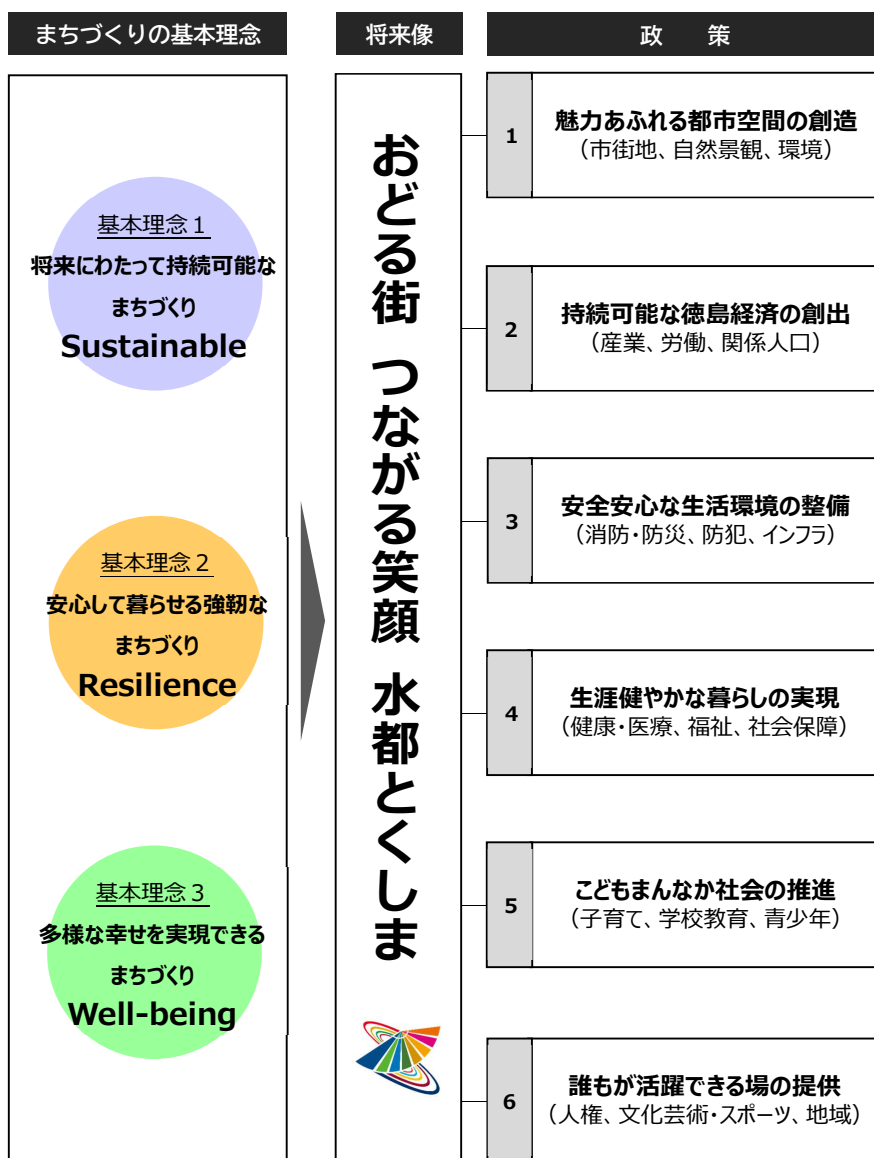 まちづくりの基本理念
将来像
政 策
基本理念1
将来にわたって持続可能な
まちづくり
Sustainable
基本理念2
安心して暮らせる強靭な
まちづくり
Resilience
基本理念3
多様な幸せを実現できる
まちづくり
Well-being
おどる街 つながる笑顔 水都とくしま
1
魅力あふれる都市空間の創造
(市街地、自然景観、環境)
2
持続可能な徳島経済の創出
(産業、労働、関係人口)
3
安全安心な生活環境の整備
(消防・防災、防犯、インフラ)
4
生涯健やかな暮らしの実現
(健康・医療、福祉、社会保障)
5
こどもまんなか社会の推進
(子育て、学校教育、青少年)
6
誰もが活躍できる場の提供
(人権、文化芸術・スポーツ、地域)